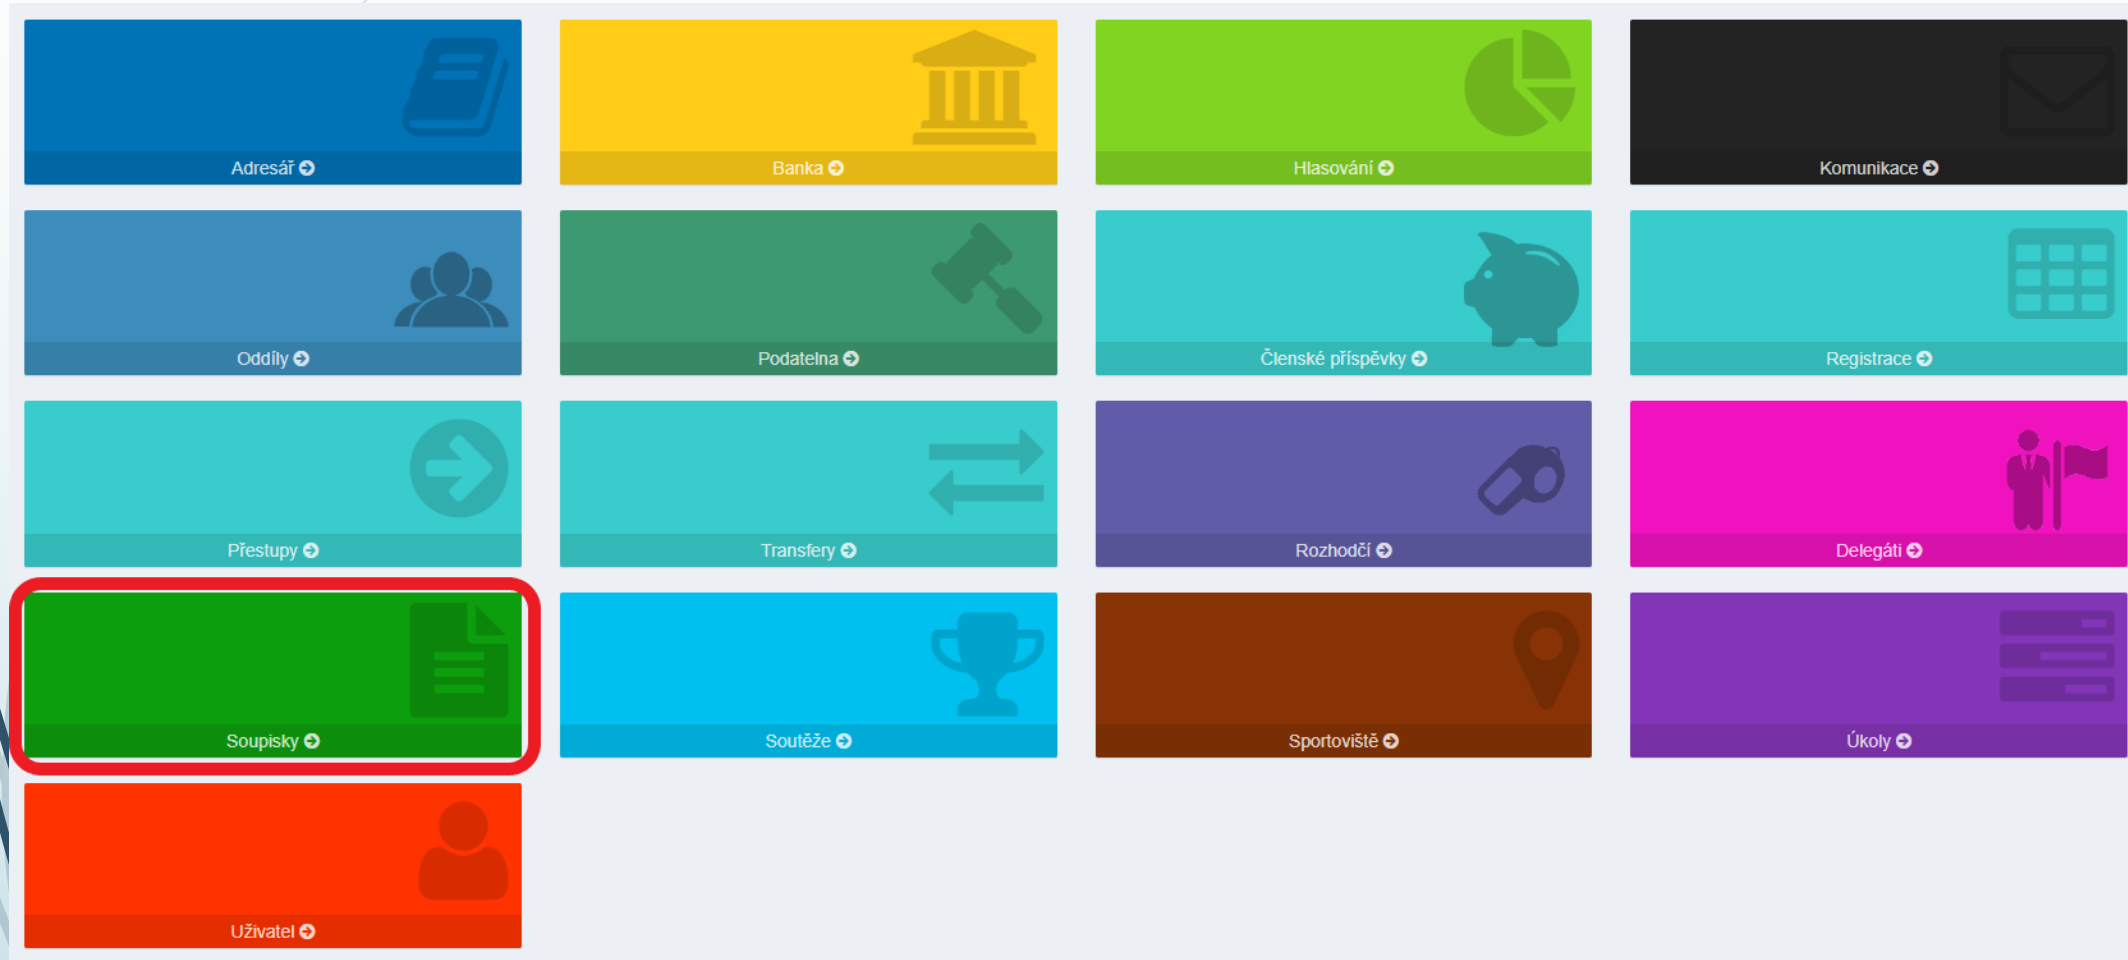 Adresář
Banka
Hlasování
Komunikace
Oddíly
Podatelna
Členské příspěvky
Registrace
Přestupy
Transfery
Rozhodčí
Delegáti
Soupisky
Soutěže
Sportoviště
Úkoly
Uživatel